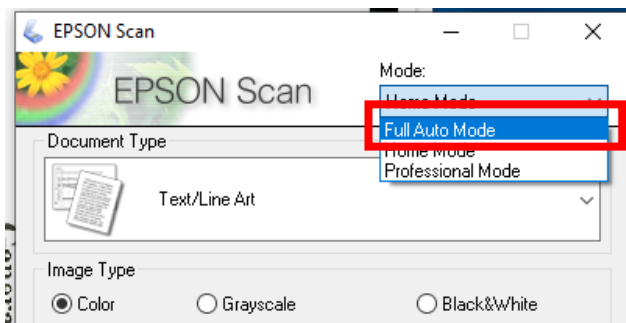 EPSON Scan
EPSON Scan
Mode:
Home Mode
Full Auto Mode
Home Mode
Professional Mode
Document Type
Text/Line Art
Image Type
Color
Grayscale
Black&White